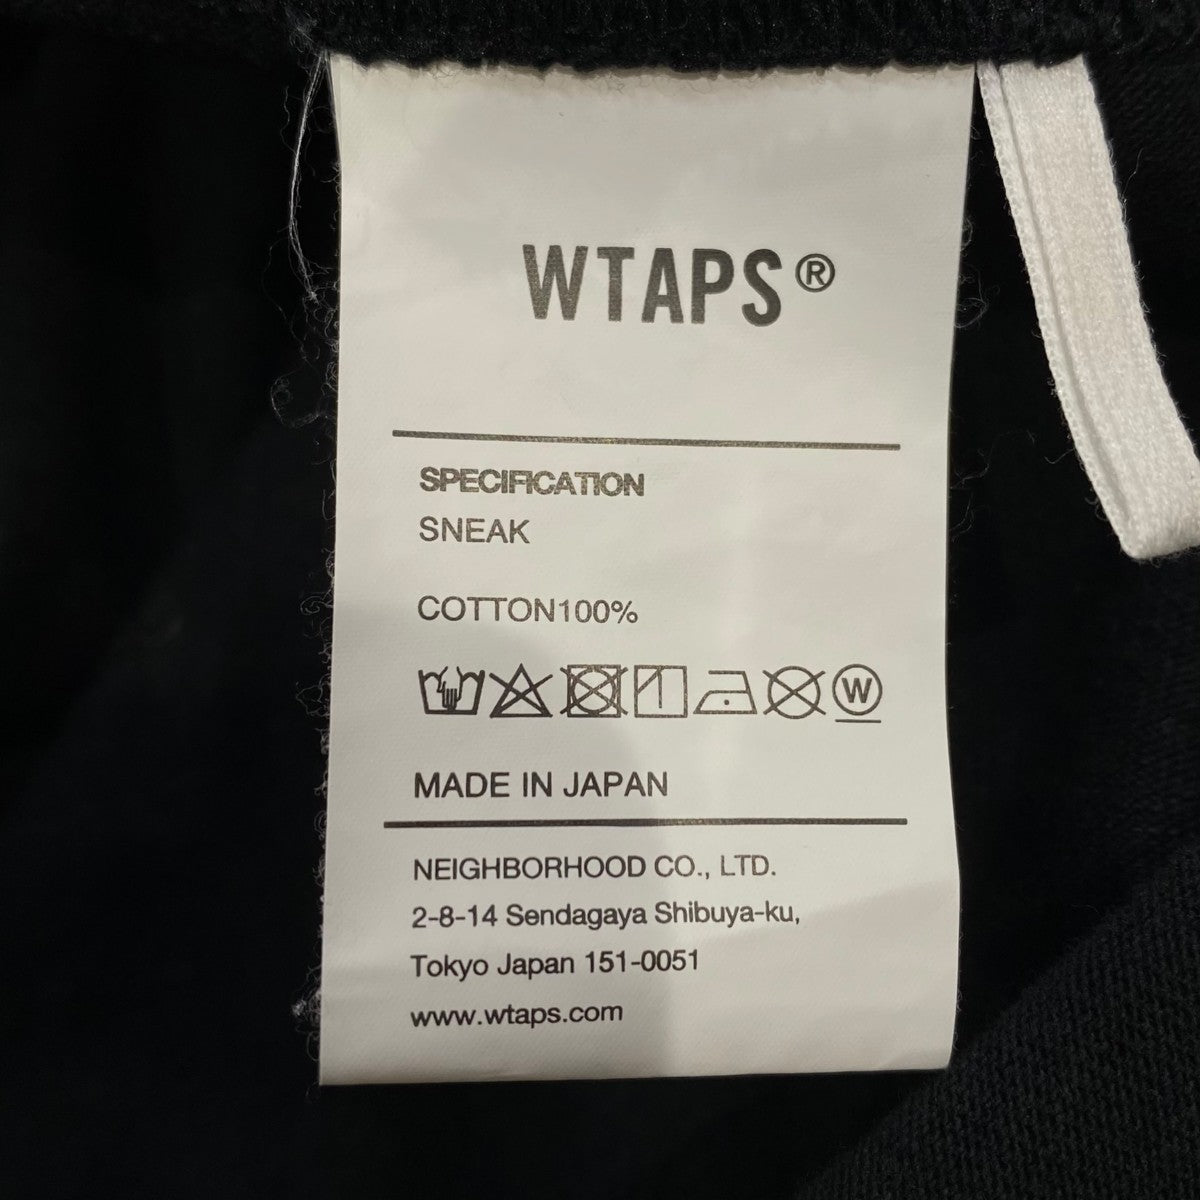 WTAPS®
SPECIFICATION
SNEAK
COTTON100%
W
MADE IN JAPAN
NEIGHBORHOOD CO., LTD.
2-8-14 Sendagaya Shibuya-ku,
Tokyo Japan 151-0051
www.wtaps.com